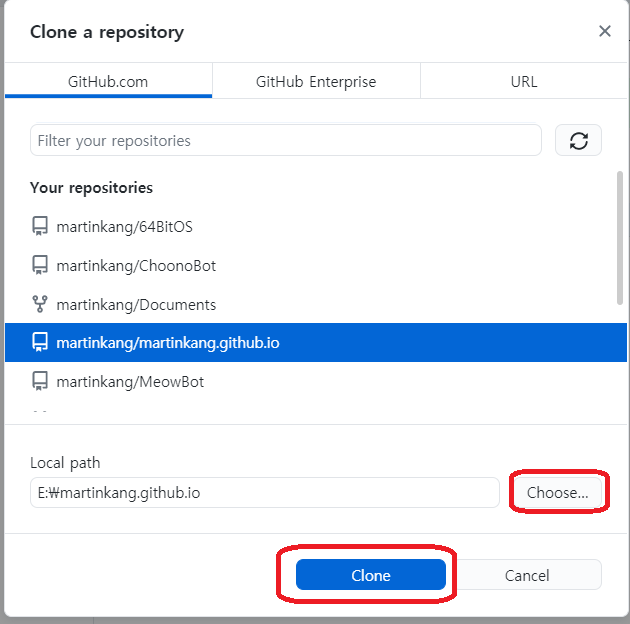 Clone a repository
GitHub.com
GitHub Enterprise
URL
Filter your repositories
Your repositories
martinkang/64BitOS
martinkang/ChoonoBot
martinkang/Documents
martinkang/martinkang.github.io
martinkang/MeowBot
Local path
E:₩martinkang.github.io
Choose...
Clone
Cancel